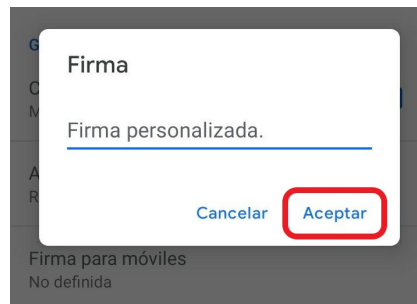 G
Firma
C
M
Firma personalizada.
A
R
Cancelar Aceptar
Firma para móviles
No definida